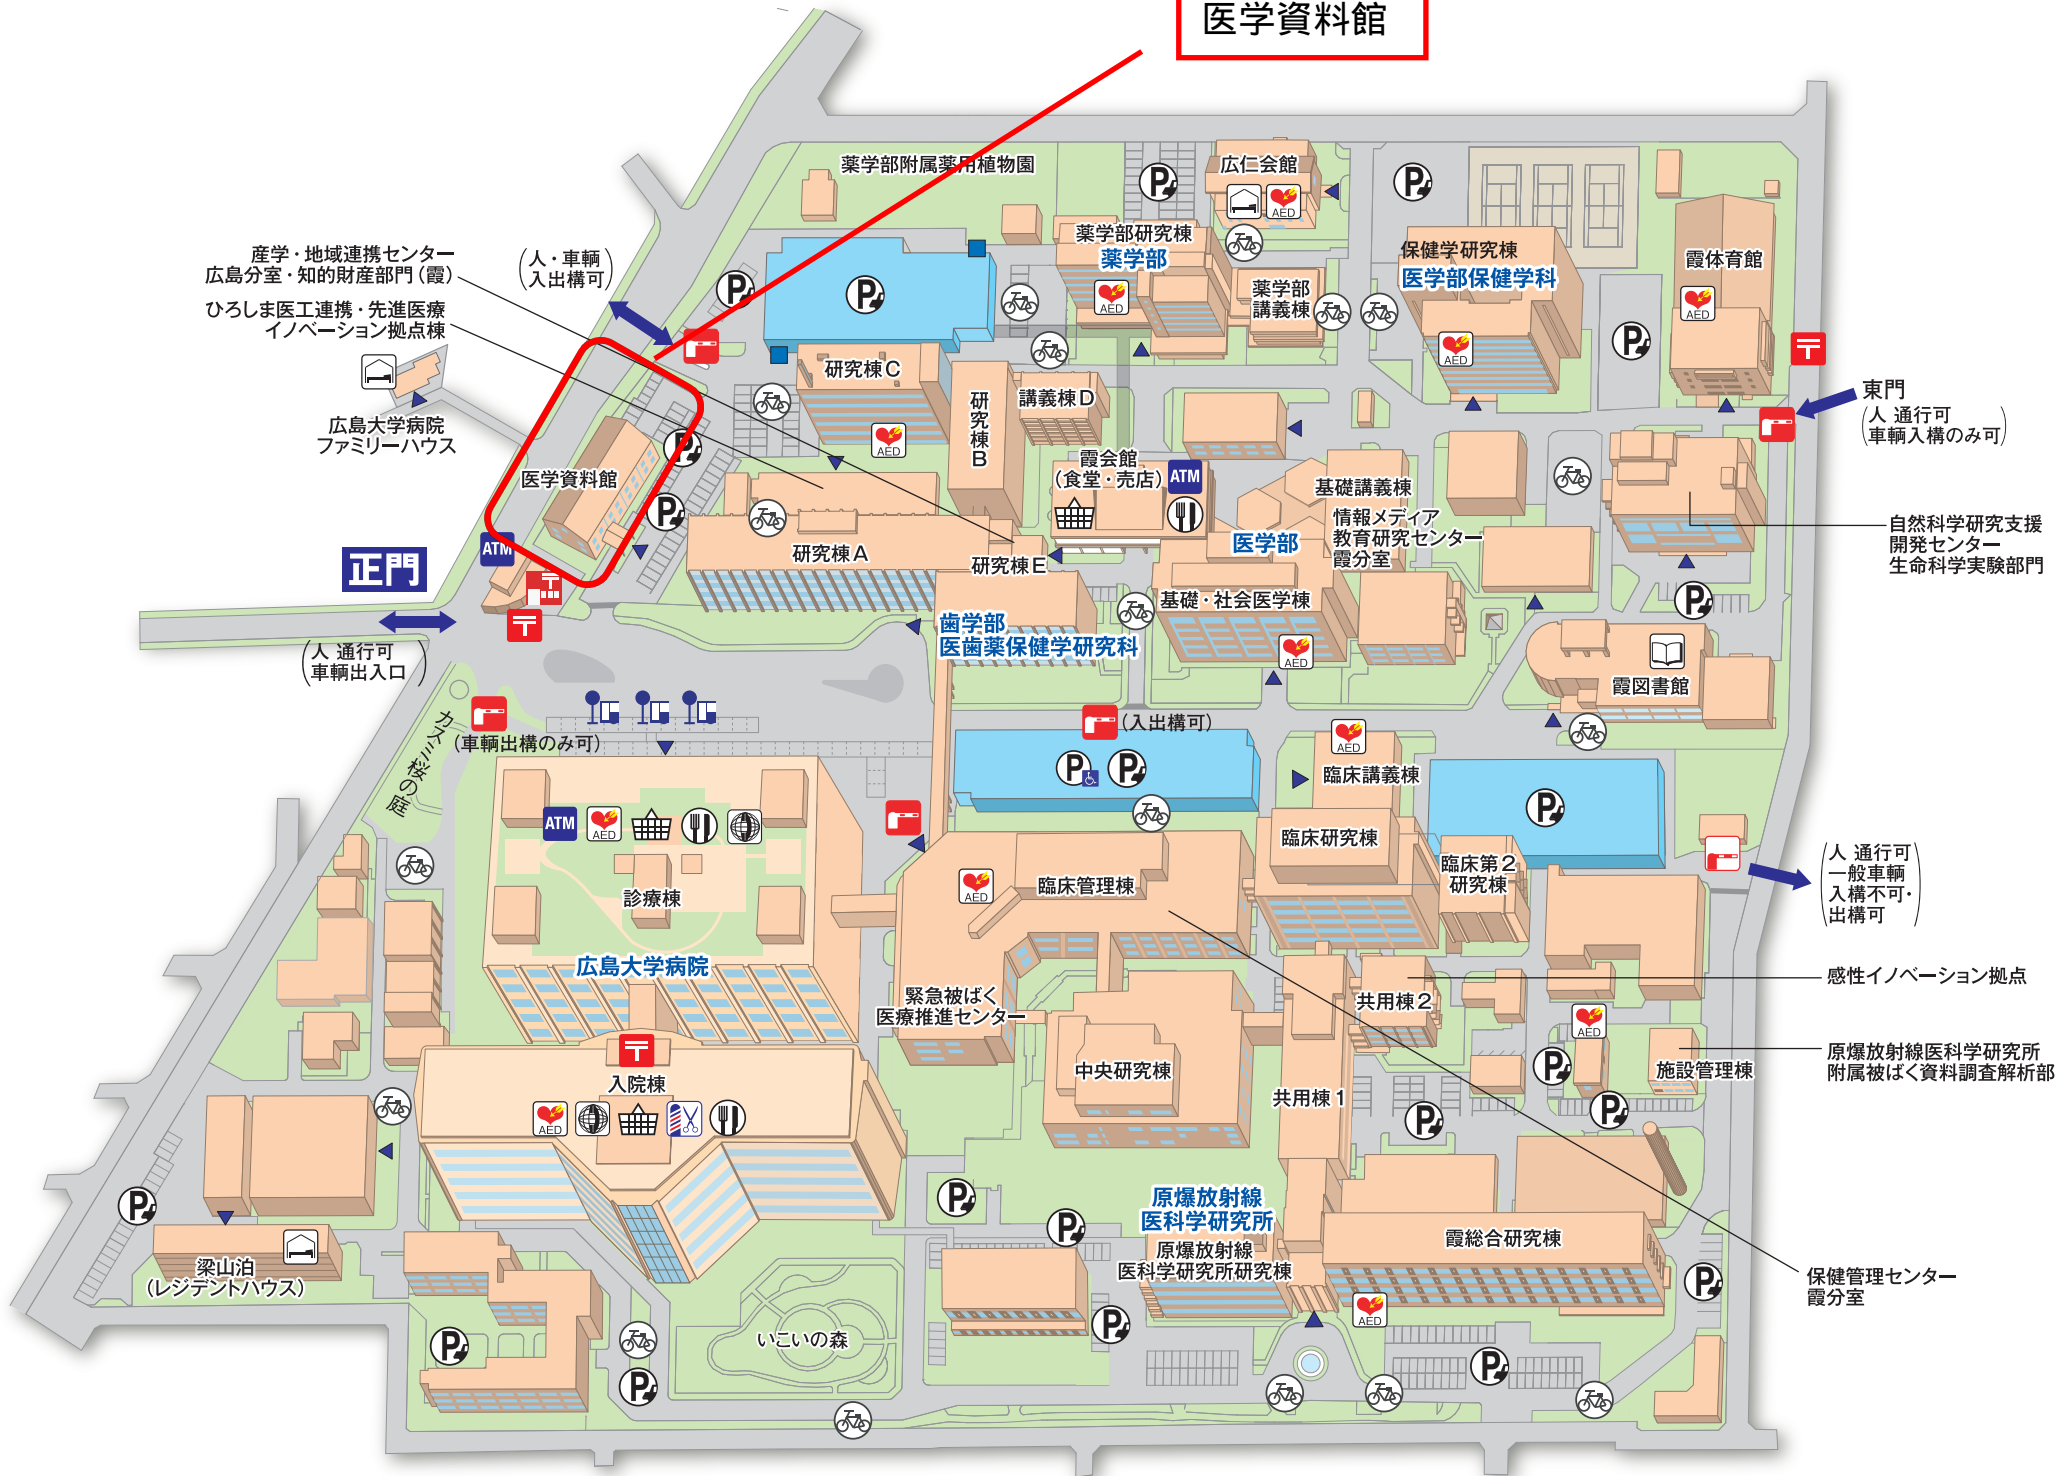 医学資料館
薬学部附属薬用植物園
広仁会館
AED
産学・地域連携センター
広島分室・知的財産部門(霞)
(人・車輌
入出構可)
ひろしま医工連携・先進医療
イノベーション拠点棟
P
P
P
P
薬学部研究棟
薬学部
AED
薬学部
講義棟
保健学研究棟
医学部保健学科
AED
霞体育館
AED
P
〒
東門
(人 通行可
車輌入構のみ可)
広島大学病院
ファミリーハウス
研究棟C
AED
研究棟B
講義棟D
霞会館
(食堂・売店)
ATM
基礎講義棟
情報メディア
教育研究センター
霞分室
医学部
基礎・社会医学棟
AED
自然科学研究支援
開発センター
生命科学実験部門
P
医学資料館
P
P
ATM
〒
〒
正門
(人 通行可
車輌出入口)
研究棟A
研究棟E
歯学部
医歯薬保健学研究科
霞図書館
カスミ桜の庭
(車輌出構のみ可)
(入出構可)
P
P
AED
臨床講義棟
P
ATM
AED
診療棟
広島大学病院
AED
臨床管理棟
臨床研究棟
臨床第2
研究棟
(人 通行可
一般車輌
入構不可・
出構可)
緊急被ばく
医療推進センター
中央研究棟
共用棟2
共用棟1
感性イノベーション拠点
AED
P
P
P
施設管理棟
原爆放射線医科学研究所
附属被ばく資料調査解析部
〒
入院棟
AED
P
梁山泊
(レジデントハウス)
P
P
P
原爆放射線
医科学研究所
原爆放射線
医科学研究所研究棟
霞総合研究棟
AED
P
P
保健管理センター
霞分室
いこいの森
P
P
P